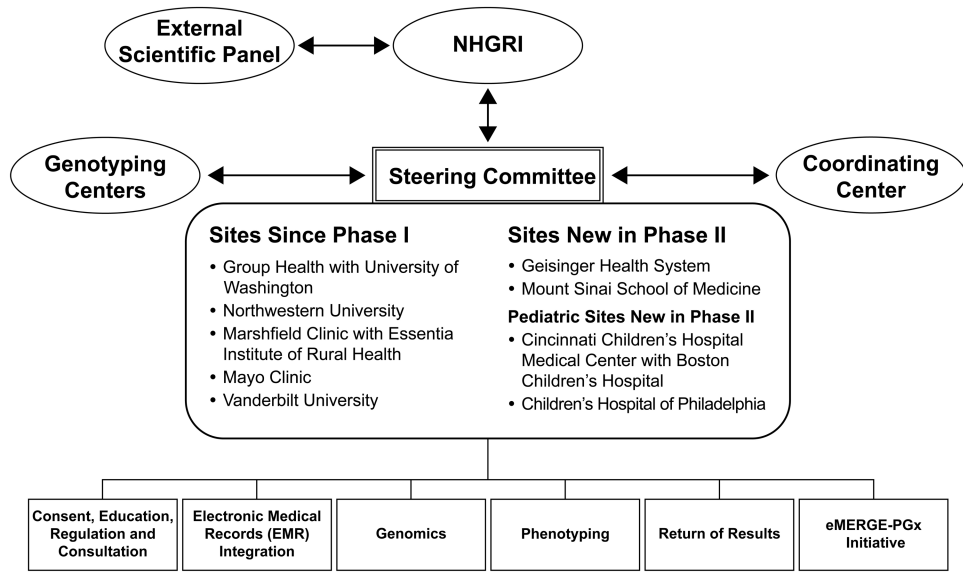 External
Scientific Panel
NHGRI
Genotyping
Centers
Steering Committee
Coordinating
Center
Sites Since Phase I
• Group Health with University of
Washington
• Northwestern University
• Marshfield Clinic with Essentia
Institute of Rural Health
• Mayo Clinic
• Vanderbilt University
Sites New in Phase II
• Geisinger Health System
• Mount Sinai School of Medicine
Pediatric Sites New in Phase II
• Cincinnati Children’s Hospital
Medical Center with Boston
Children’s Hospital
• Children’s Hospital of Philadelphia
Consent, Education,
Regulation and
Consultation
Electronic Medical
Records (EMR)
Integration
Genomics
Phenotyping
Return of Results
eMERGE-PGx
Initiative